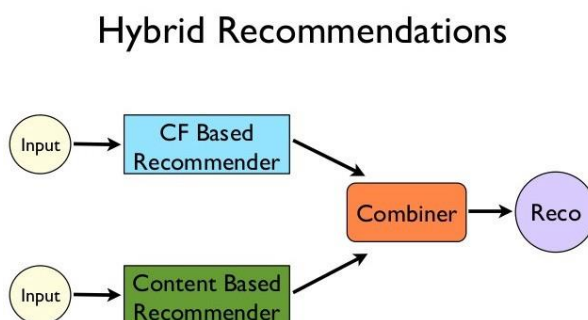 Hybrid Recommendations
Input
CF Based
Recommender
Combiner
Reco
Input
Content Based
Recommender